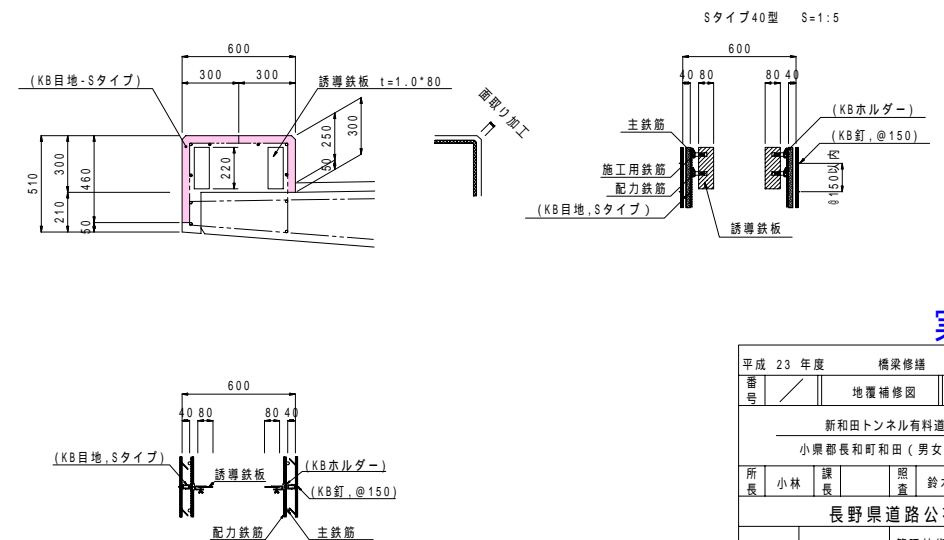 Sタイプ40型 S=1:5
600
300 300
(KB目地-Sタイプ)
誘導鉄板 t=1.0*80
510
300
210
460
50
220
50 250
300
面取り加工
600
40 80
80 40
主鉄筋
施工用鉄筋
配力鉄筋
(KB目地,Sタイプ)
(KBホルダー)
(KB釘,@150)
@150以内
誘導鉄板
600
40 80
80 40
(KB目地,Sタイプ)
誘導鉄板
(KBホルダー)
(KB釘,@150)
配力鉄筋
主鉄筋
平成 23 年度 橋梁修繕
番号
地覆補修図
新和田トンネル有料道
小県郡長和町和田(男女
所長 小林 課長 照査 鈴木
長野県道路公